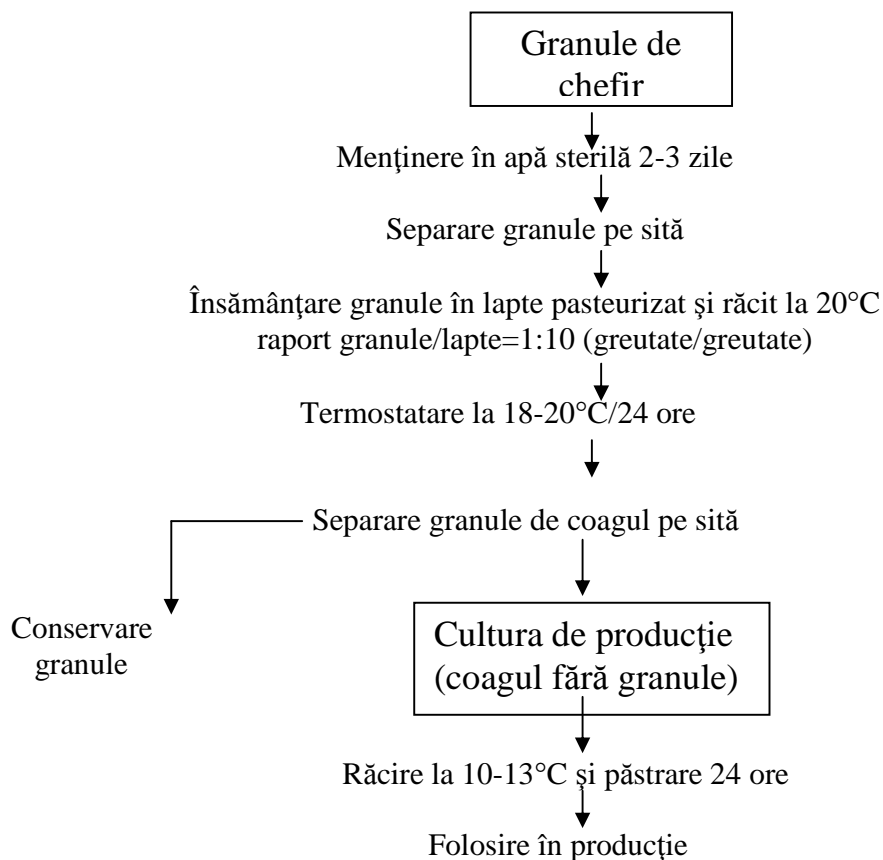 Granule de
chefir
Menţinere în apă sterilă 2-3 zile
Separare granule pe sită
Însămânţare granule în lapte pasteurizat şi răcit la 20°C
raport granule/lapte=1:10 (greutate/greutate)
Termostatare la 18-20°C/24 ore
Separare granule de coagul pe sită
Conservare
granule
Cultura de producţie
(coagul fără granule)
Răcire la 10-13°C şi păstrare 24 ore
Folosire în producţie